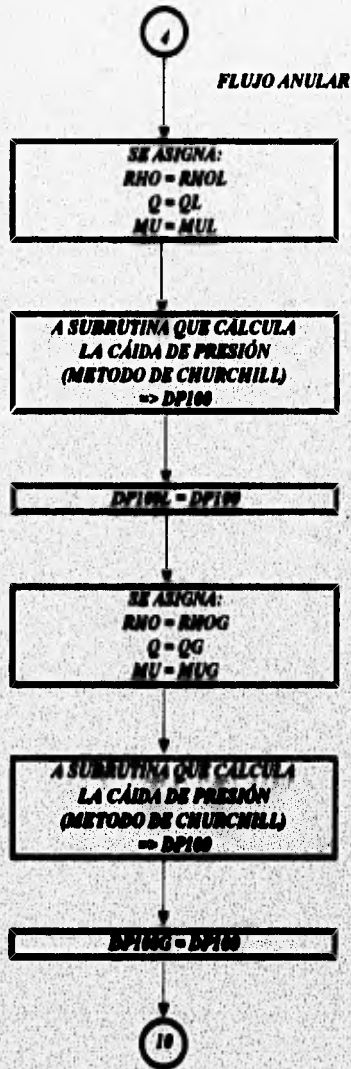 4
FLUJO ANULAR
SE ASIGNA:
RHO = RHOL
Q = QL
MU = MUL
A SUBRUTINA QUE CÁLCULA
LA CÁIDA DE PRESIÓN
(METODO DE CHURCHILL)
=> DP100
DP100L = DP100
SE ASIGNA:
RHO = RHOG
Q = QG
MU = MUG
A SUBRUTINA QUE CALCULA
LA CÁIDA DE PRESIÓN
(METODO DE CHURCHILL)
=> DP100
DP100G = DP100
10